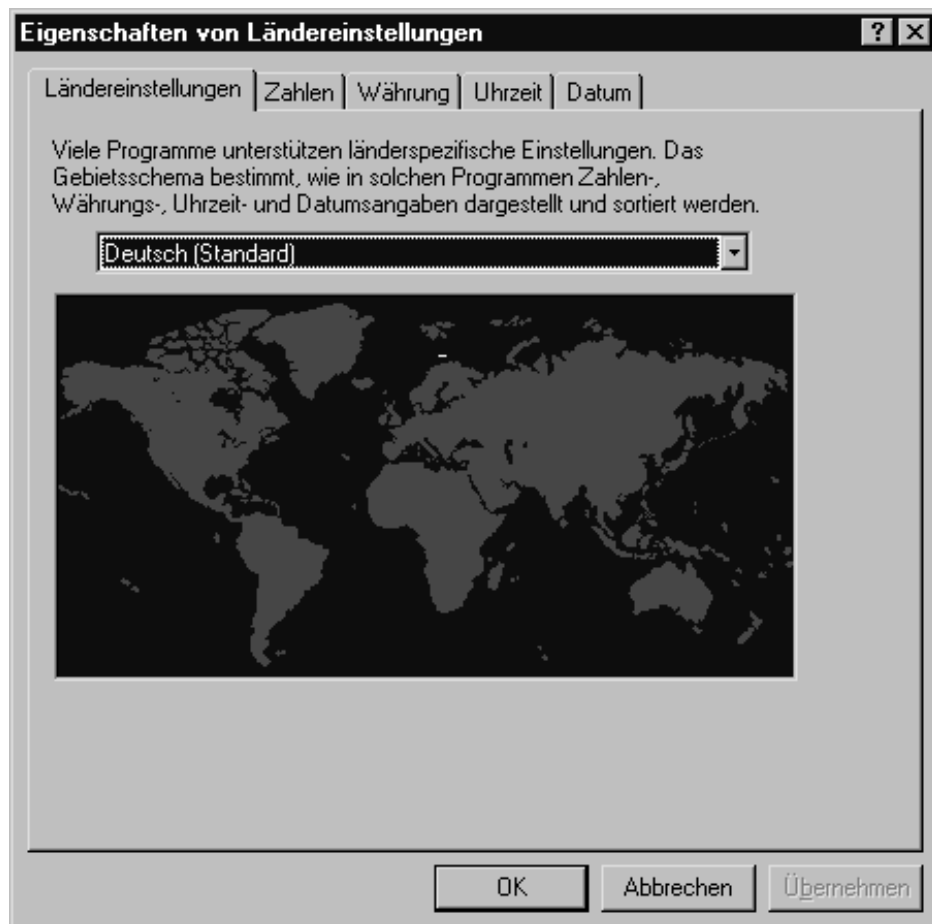 Eigenschaften von Ländereinstellungen
Ländereinstellungen
Zahlen
Währung
Uhrzeit
Datum
Viele Programme unterstützen länderspezifische Einstellungen. Das
Gebietsschema bestimmt, wie in solchen Programmen Zahlen-,
Währungs-, Uhrzeit- und Datumsangaben dargestellt und sortiert werden.
Deutsch (Standard)
OK
Abbrechen
Übernehmen